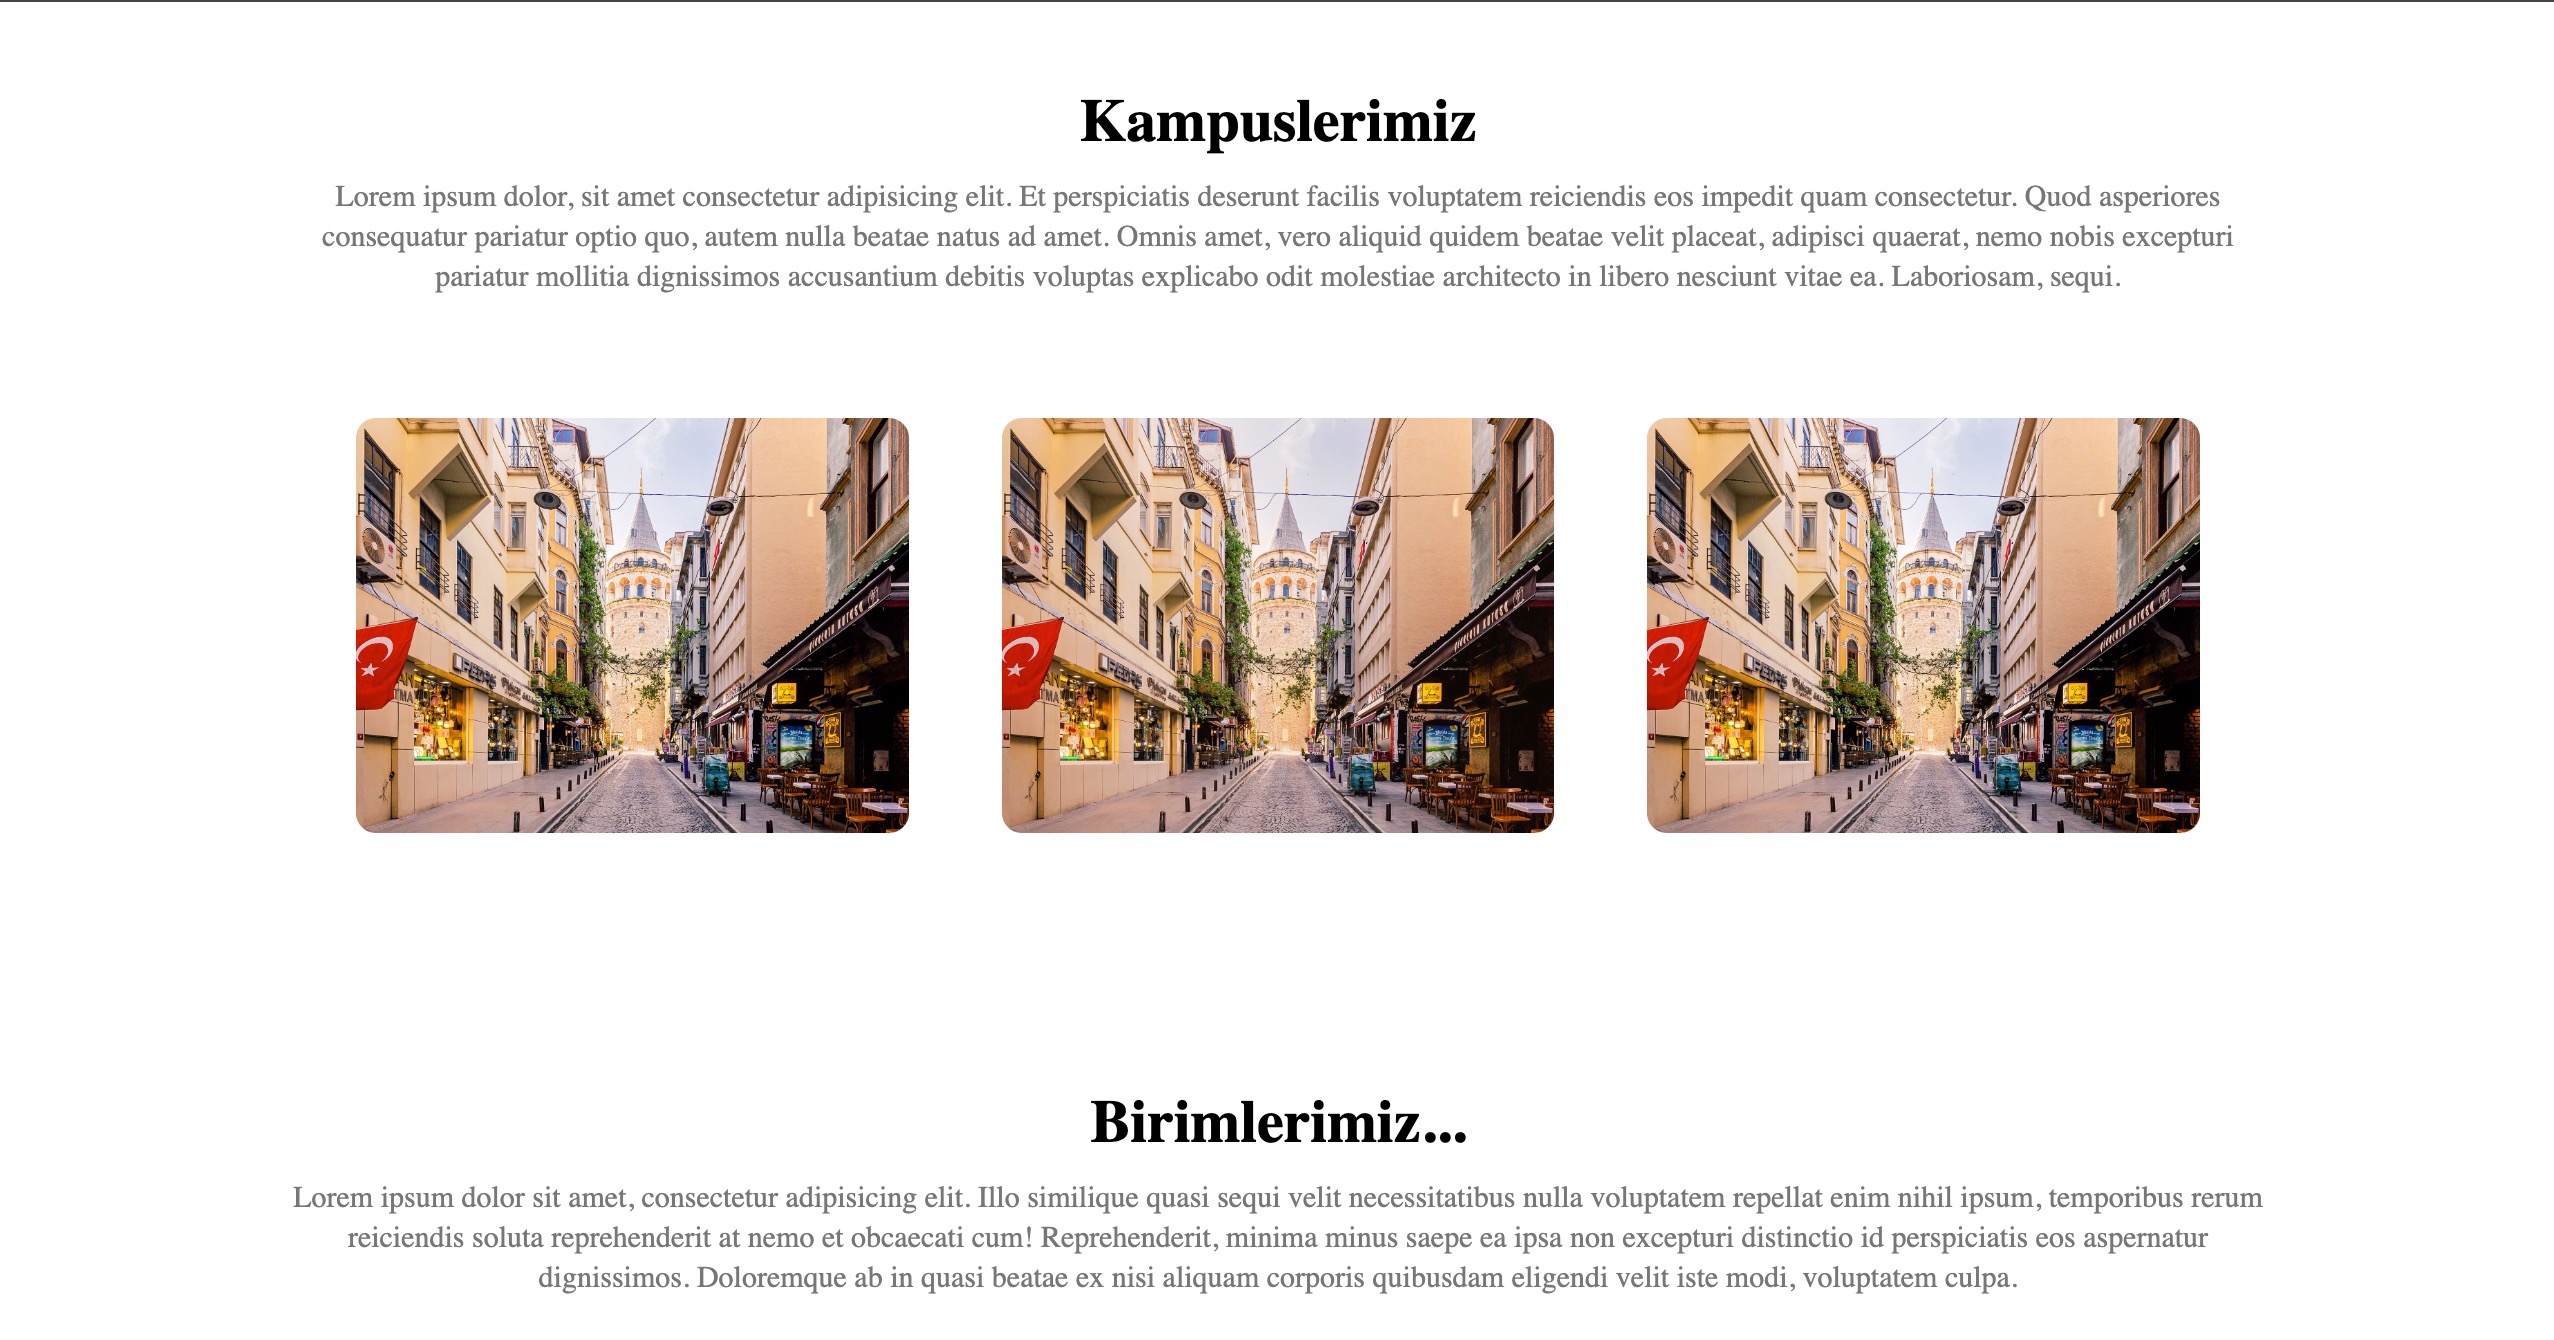 Kampuslerimiz
Lorem ipsum dolor, sit amet consectetur adipisicing elit. Et perspiciatis deserunt facilis voluptatem reiciendis eos impedit quam consectetur. Quod asperiores
consequatur pariatur optio quo, autem nulla beatae natus ad amet. Omnis amet, vero aliquid quidem beatae velit placeat, adipisci quaerat, nemo nobis excepturi
pariatur mollitia dignissimos accusantium debitis voluptas explicabo odit molestiae architecto in libero nesciunt vitae ea. Laboriosam, sequi.
Birimlerimiz...
Lorem ipsum dolor sit amet, consectetur adipisicing elit. Illo similique quasi sequi velit necessitatibus nulla voluptatem repellat enim nihil ipsum, temporibus rerum
reiciendis soluta reprehenderit at nemo et obcaecati cum! Reprehenderit, minima minus saepe ea ipsa non excepturi distinctio id perspiciatis eos aspernatur
dignissimos. Doloremque ab in quasi beatae ex nisi aliquam corporis quibusdam eligendi velit iste modi, voluptatem culpa.